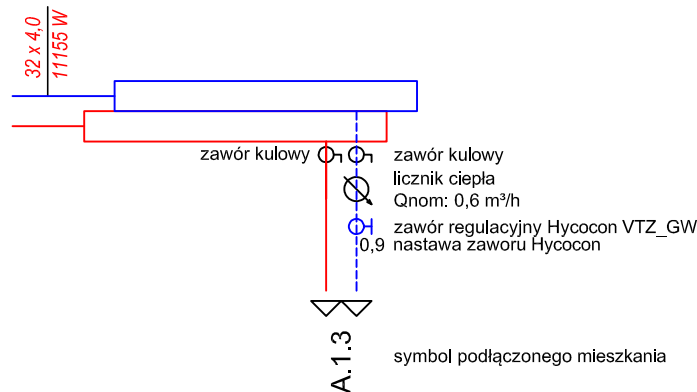 32 x 4,0
11155 W
zawór kulowy
zawór kulowy
licznik ciepła
Qnom: 0,6 m³/h
zawór regulacyjny Hycocon VTZ_GW
0,9 nastawa zaworu Hycocon
A.1.3
symbol podłączonego mieszkania